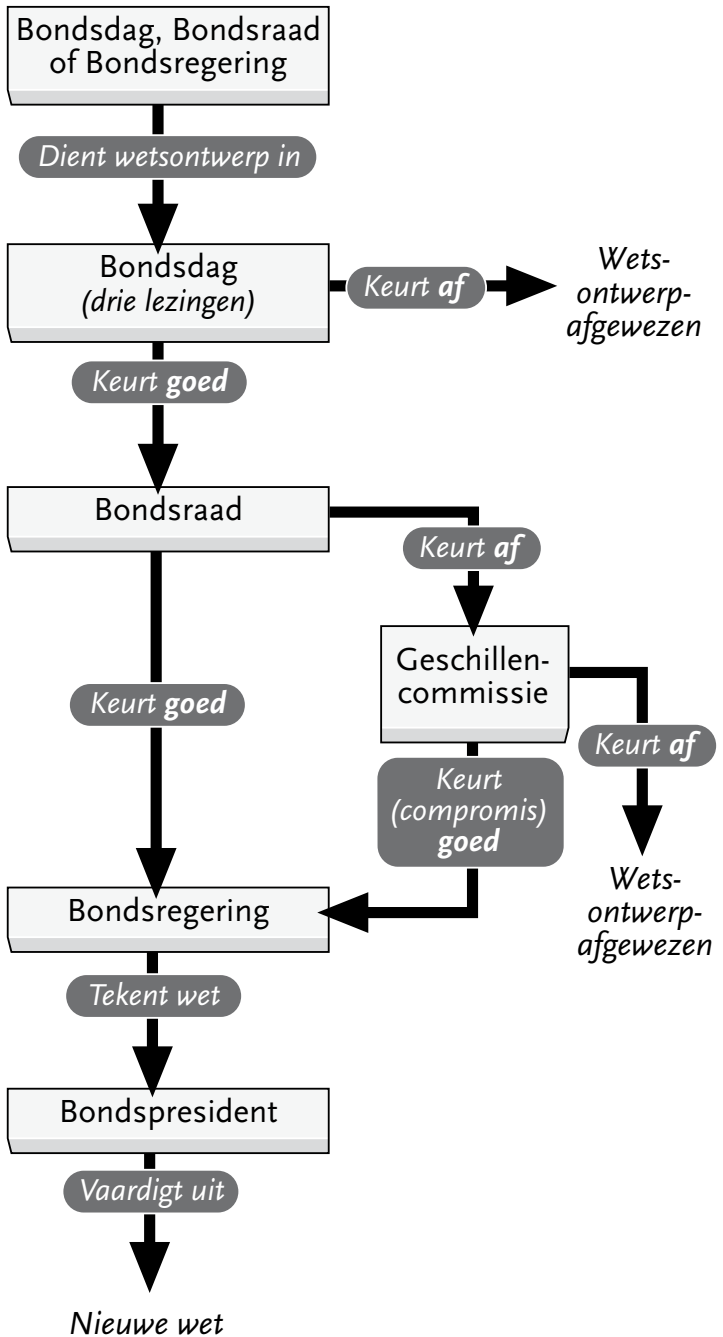 Bondsdag, Bondsraad
of Bondsregering
Dient wetsontwerp in
Bondsdag
(drie lezingen)
Keurt af
Wets-
ontwerp-
afgewezen
Keurt goed
Bondsraad
Keurt af
Geschillen-
commissie
Keurt goed
Keurt af
Keurt
(compromis)
goed
Wets-
ontwerp-
afgewezen
Bondsregering
Tekent wet
Bondspresident
Vaardigt uit
Nieuwe wet